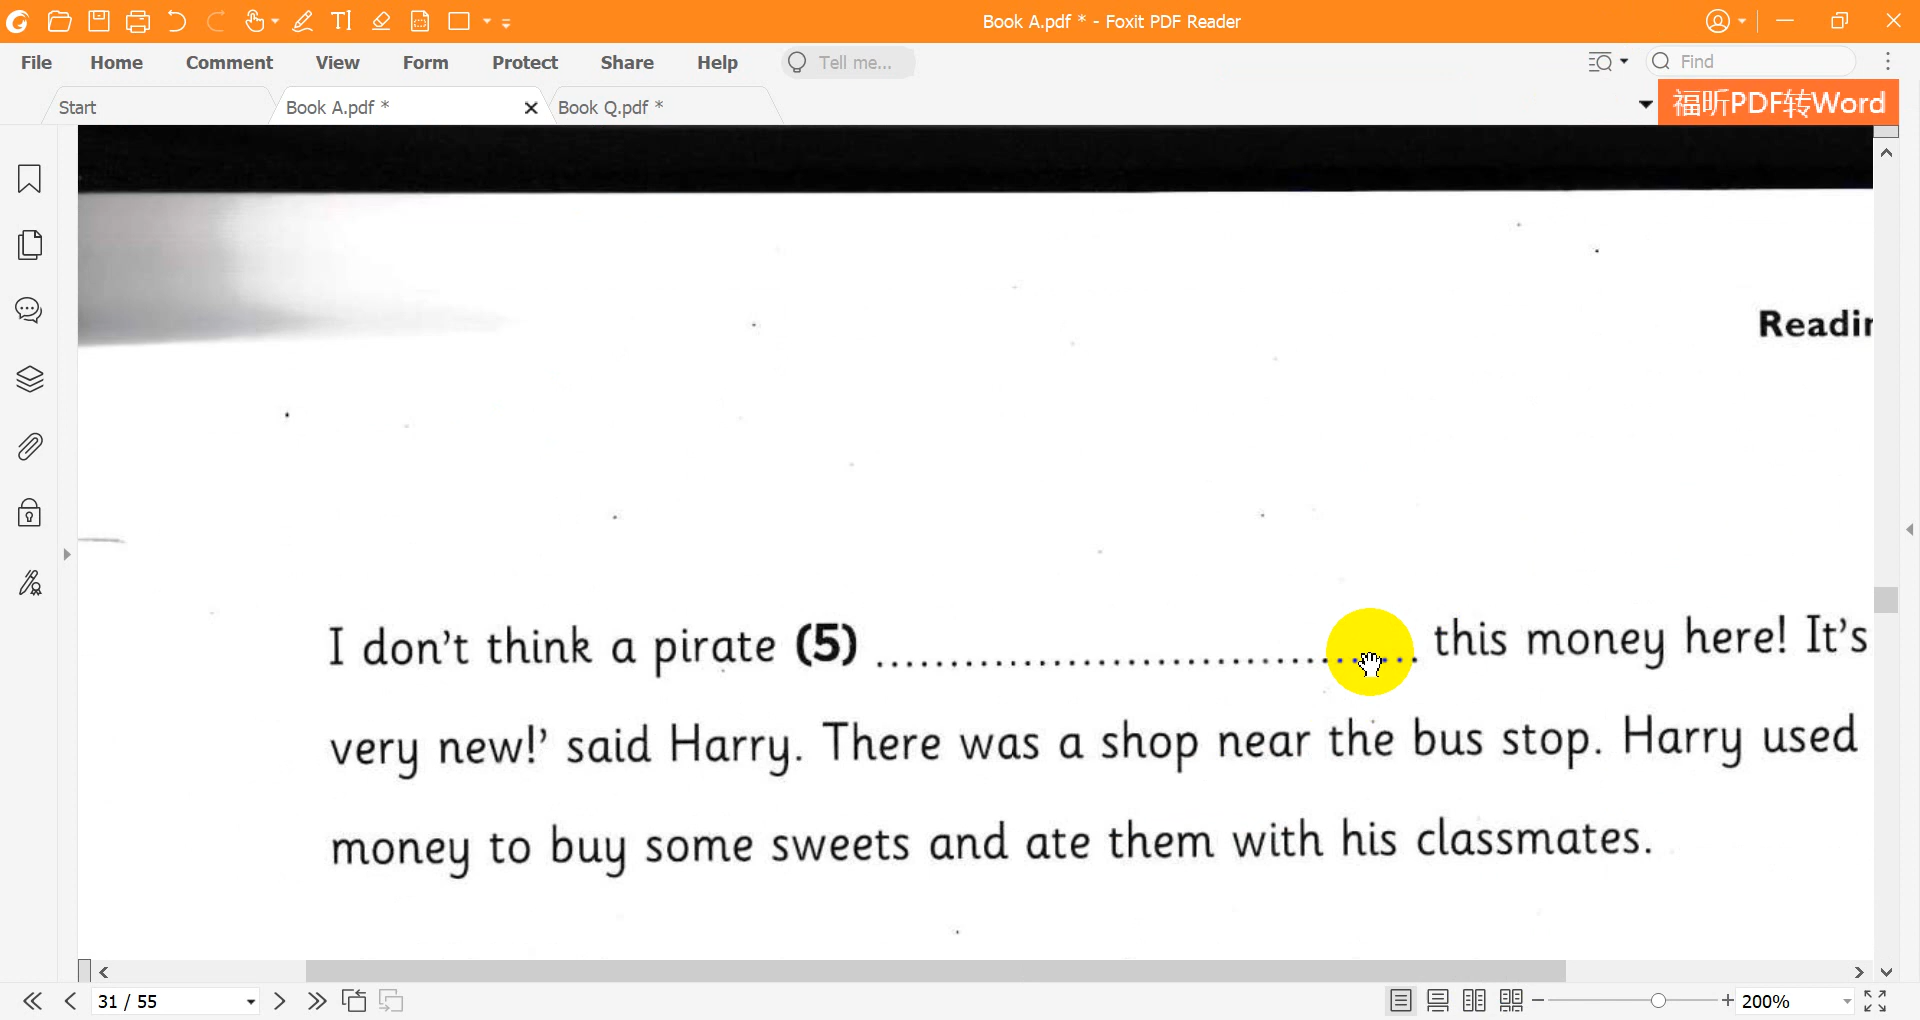 Book A.pdf * - Foxit PDF Reader
File Home Comment View Form Protect Share Help Tell me... Find
Start Book A.pdf * Book Q.pdf * 福昕PDF转Word
Readin
I don't think a pirate (5) ........................................ this money here! It's
very new!' said Harry. There was a shop near the bus stop. Harry used
money to buy some sweets and ate them with his classmates.
31 / 55 200%